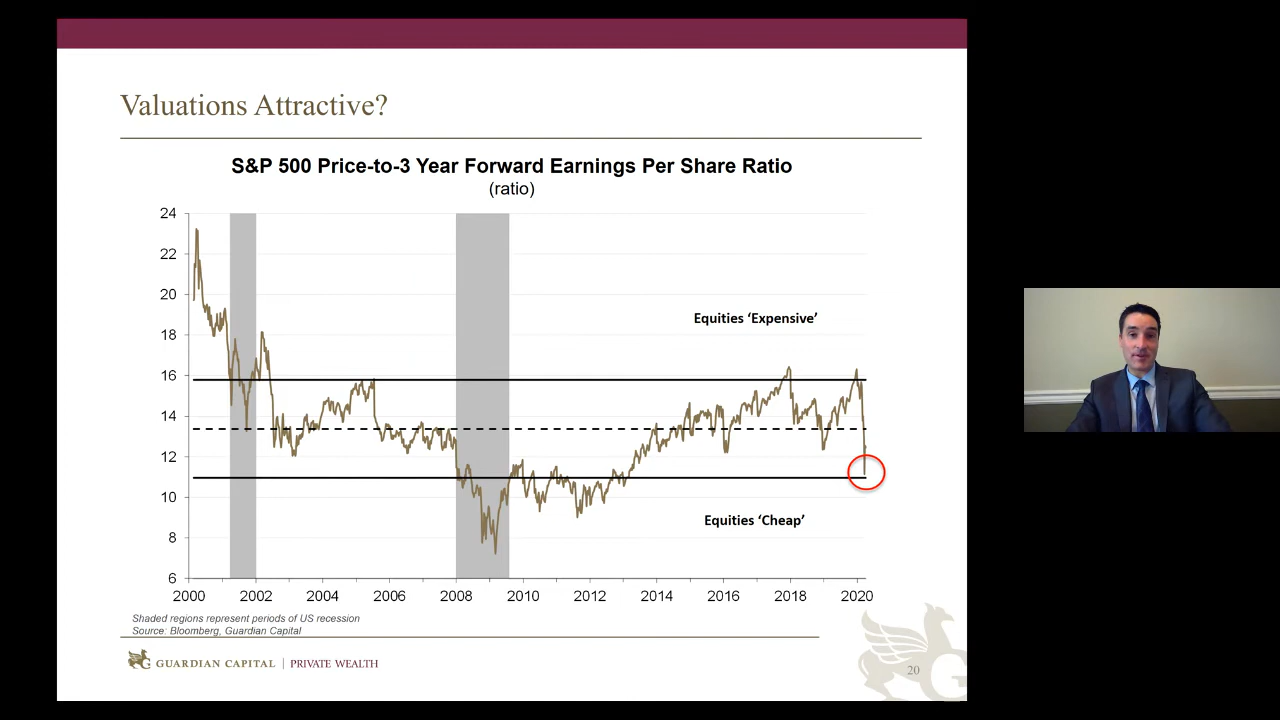 Valuations Attractive?
S&P 500 Price-to-3 Year Forward Earnings Per Share Ratio
(ratio)
24
22
20
18
16
14
12
10
8
6
Equities ‘Expensive’
Equities ‘Cheap’
2000 2002 2004 2006 2008 2010 2012 2014 2016 2018 2020
Shaded regions represent periods of US recession
Source: Bloomberg, Guardian Capital
GUARDIAN CAPITAL | PRIVATE WEALTH
20